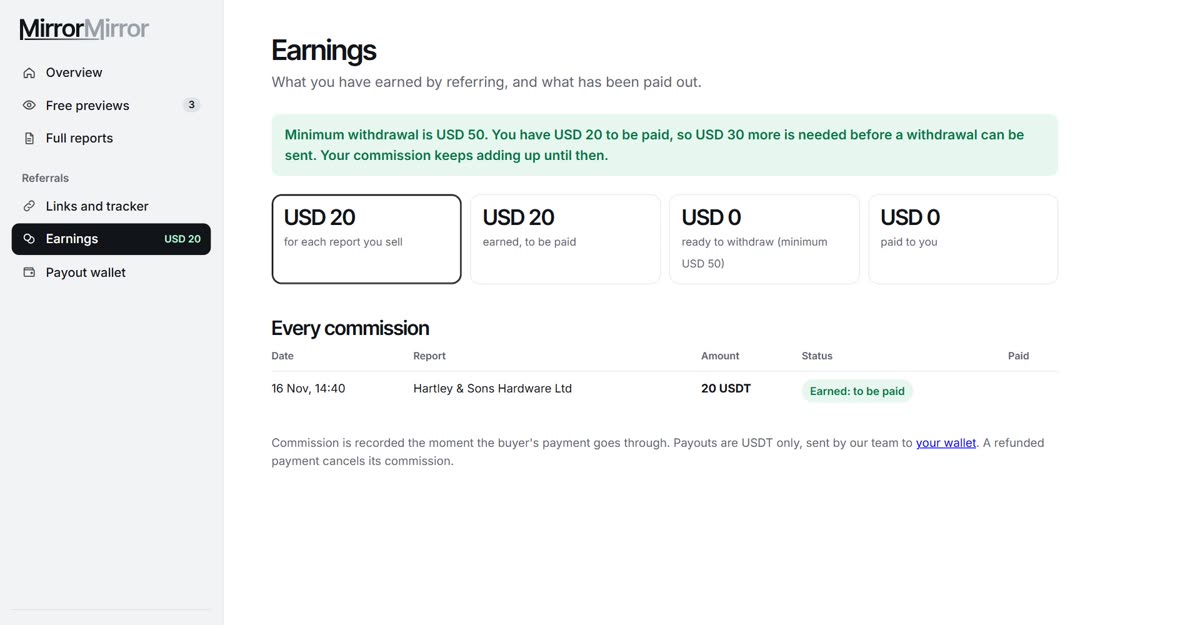 MirrorMirror
Overview
Free previews 3
Full reports
Referrals
Links and tracker
Earnings USD 20
Payout wallet
Earnings
What you have earned by referring, and what has been paid out.
Minimum withdrawal is USD 50. You have USD 20 to be paid, so USD 30 more is needed before a withdrawal can be
sent. Your commission keeps adding up until then.
USD 20
for each report you sell
USD 20
earned, to be paid
USD 0
ready to withdraw (minimum
USD 50)
USD 0
paid to you
Every commission
Date Report Amount Status Paid
16 Nov, 14:40 Hartley & Sons Hardware Ltd 20 USDT Earned: to be paid
Commission is recorded the moment the buyer's payment goes through. Payouts are USDT only, sent by our team to your wallet. A refunded
payment cancels its commission.